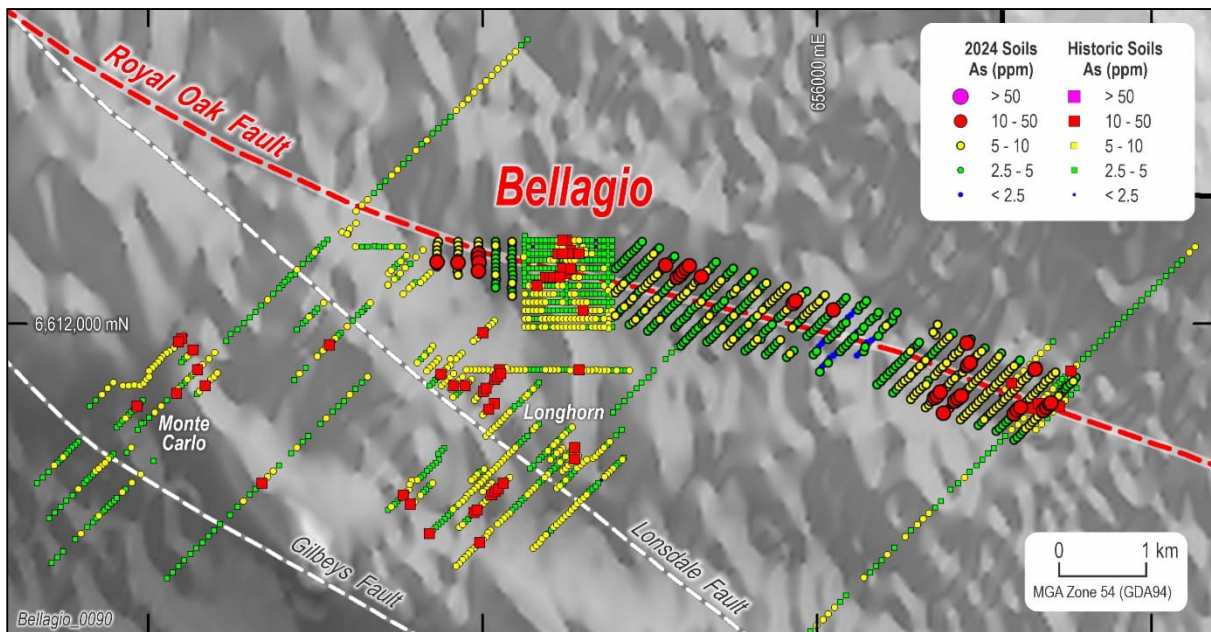 Royal Oak Fault
656000 mE
2024 Soils Historic Soils
As (ppm) As (ppm)
> 50 > 50
10 - 50 10 - 50
5 - 10 5 - 10
2.5 - 5 2.5 - 5
< 2.5 < 2.5
Bellagio
6,612,000 mN
Monte
Carlo
Longhorn
Gilbeys Fault
Lonsdale Fault
0 1 km
MGA Zone 54 (GDA94)
Bellagio_0090